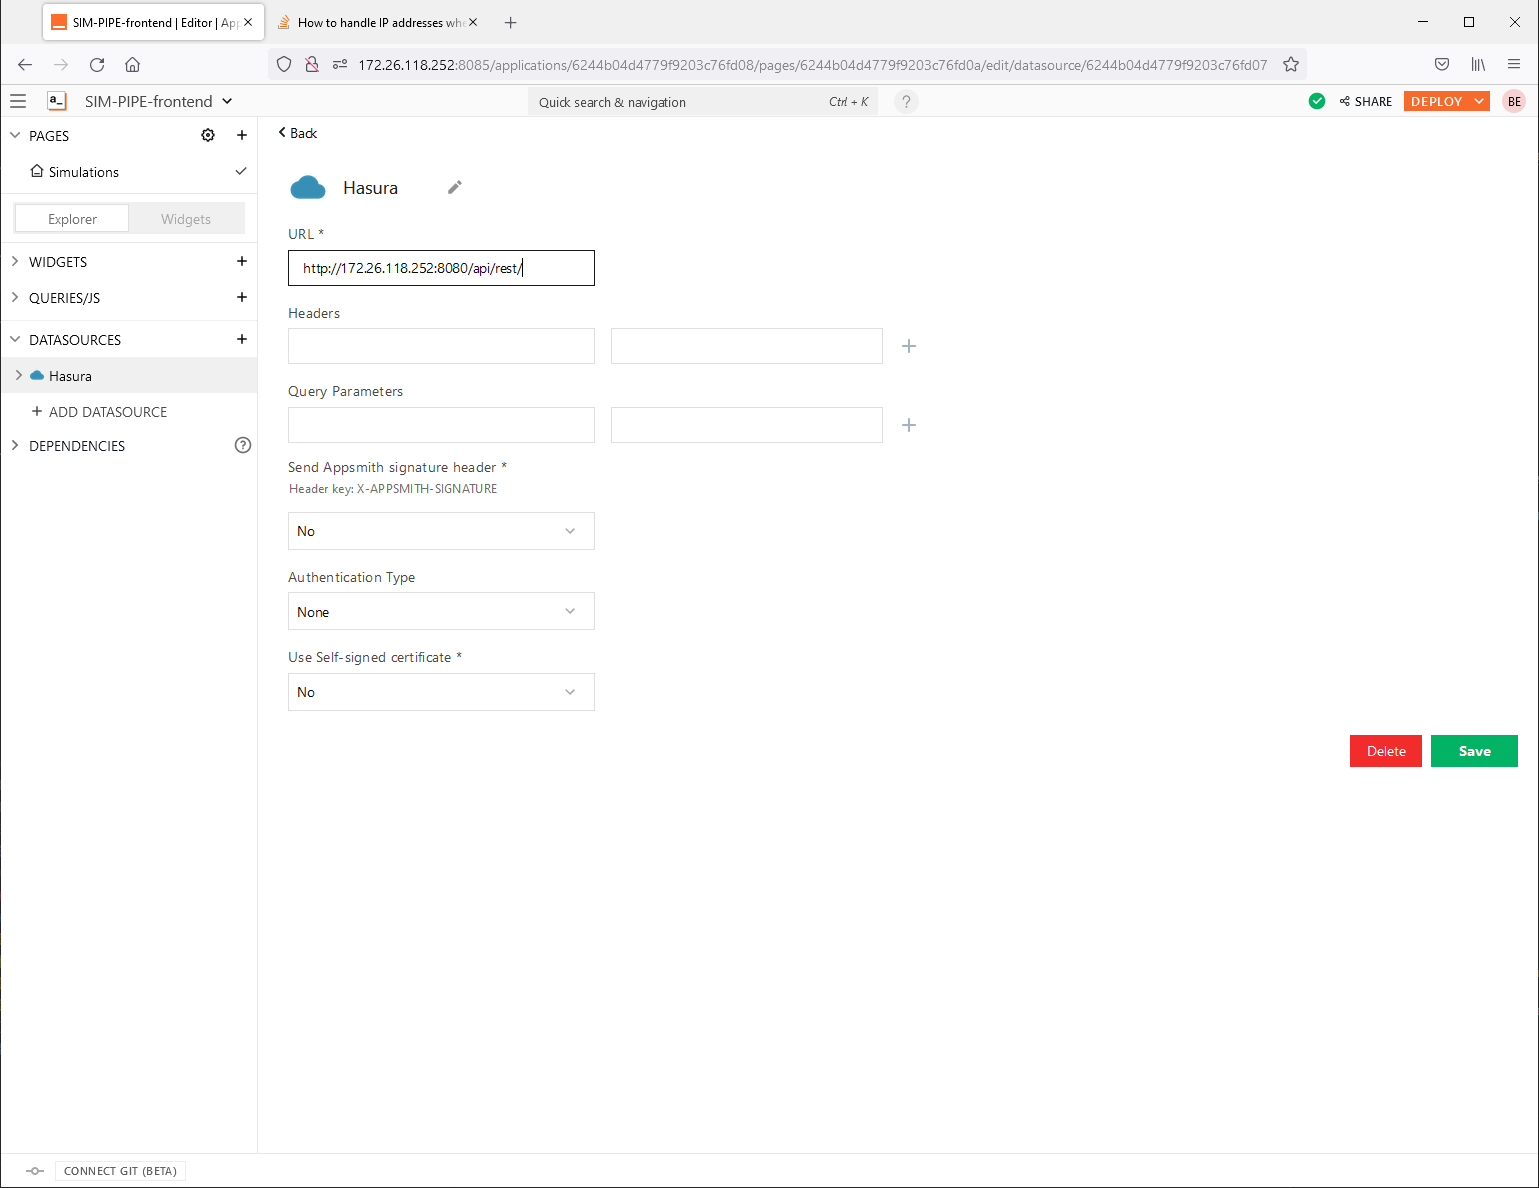 SIM-PIPE-frontend | Editor | App
How to handle IP addresses whe
172.26.118.252:8085/applications/6244b04d4779f9203c76fd08/pages/6244b04d4779f9203c76fd0a/edit/datasource/6244b04d4779f9203c76fd07
a_
SIM-PIPE-frontend
Quick search & navigation
Ctrl + K
?
SHARE
DEPLOY
BE
PAGES
Back
Simulations
Hasura
Explorer
Widgets
URL *
WIDGETS
http://172.26.118.252:8080/api/rest/
QUERIES/JS
Headers
DATASOURCES
Hasura
Query Parameters
ADD DATASOURCE
DEPENDENCIES
?
Send Appsmith signature header *
Header key: X-APPSMITH-SIGNATURE
No
Authentication Type
None
Use Self-signed certificate *
No
Delete
Save
CONNECT GIT (BETA)